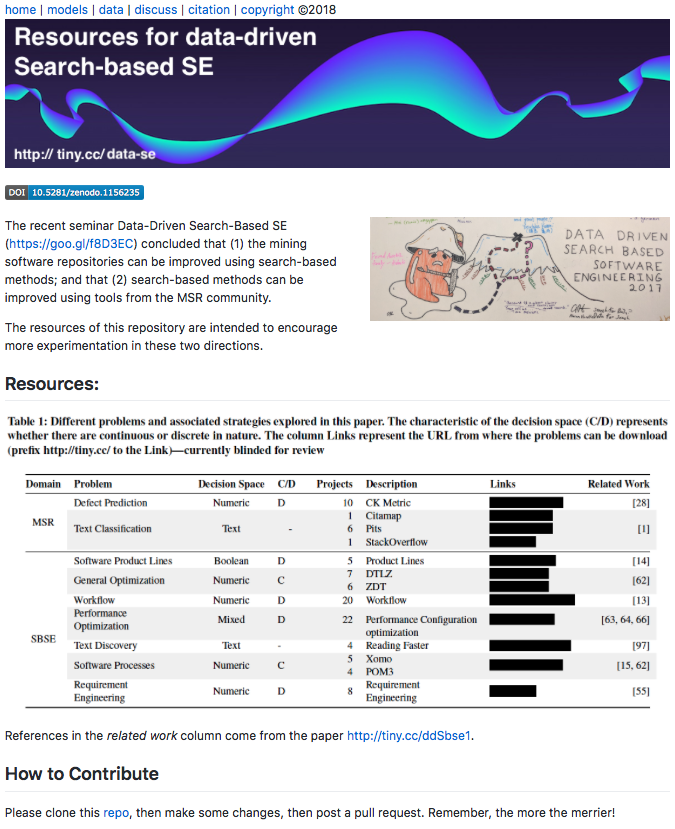 home | models | data | discuss | citation | copyright ©2018
Resources for data-driven
Search-based SE
http:// tiny.cc/ data-se
DOI 10.5281/zenodo.1156235
The recent seminar Data-Driven Search-Based SE
(https://goo.gl/f8D3EC) concluded that (1) the mining
software repositories can be improved using search-based
methods; and that (2) search-based methods can be
improved using tools from the MSR community.
DATA DRIVEN
SEARCH BASED
SOFTWARE
ENGINEERING
2017
The resources of this repository are intended to encourage
more experimentation in these two directions.
Resources:
Table 1: Different problems and associated strategies explored in this paper. The characteristic of the decision space (C/D) represents
whether there are continuous or discrete in nature. The column Links represent the URL from where the problems can be download
(prefix http://tiny.cc/ to the Link)—currently blinded for review
Domain Problem Decision Space C/D Projects Description Links Related Work
MSR Defect Prediction Numeric D 10 CK Metric [28]
Text Classification Text - 1 Citamap [1]
6 Pits
1 StackOverflow
SBSE Software Product Lines Boolean D 5 Product Lines [14]
General Optimization Numeric C 7 DTLZ [62]
6 ZDT
Workflow Numeric D 20 Workflow [13]
Performance
Optimization Mixed D 22 Performance Configuration [63, 64, 66]
optimization
Text Discovery Text - 4 Reading Faster [97]
Software Processes Numeric C 5 Xomo [15, 62]
4 POM3
Requirement
Engineering Numeric D 8 Requirement
Engineering [55]
References in the related work column come from the paper http://tiny.cc/ddSbse1.
How to Contribute
Please clone this repo, then make some changes, then post a pull request. Remember, the more the merrier!